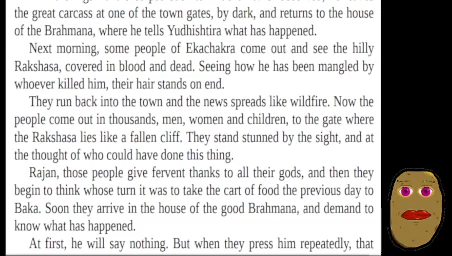 the great carcass at one of the town gates, by dark, and returns to the house
of the Brahmana, where he tells Yudhishtira what has happened.
Next morning, some people of Ekachakra come out and see the hilly
Rakshasa, covered in blood and dead. Seeing how he has been mangled by
whoever killed him, their hair stands on end.
They run back into the town and the news spreads like wildfire. Now the
people come out in thousands, men, women and children, to the gate where
the Rakshasa lies like a fallen cliff. They stand stunned by the sight, and at
the thought of who could have done this thing.
Rajan, those people give fervent thanks to all their gods, and then they
begin to think whose turn it was to take the cart of food the previous day to
Baka. Soon they arrive in the house of the good Brahmana, and demand to
know what has happened.
At first, he will say nothing. But when they press him repeatedly, that